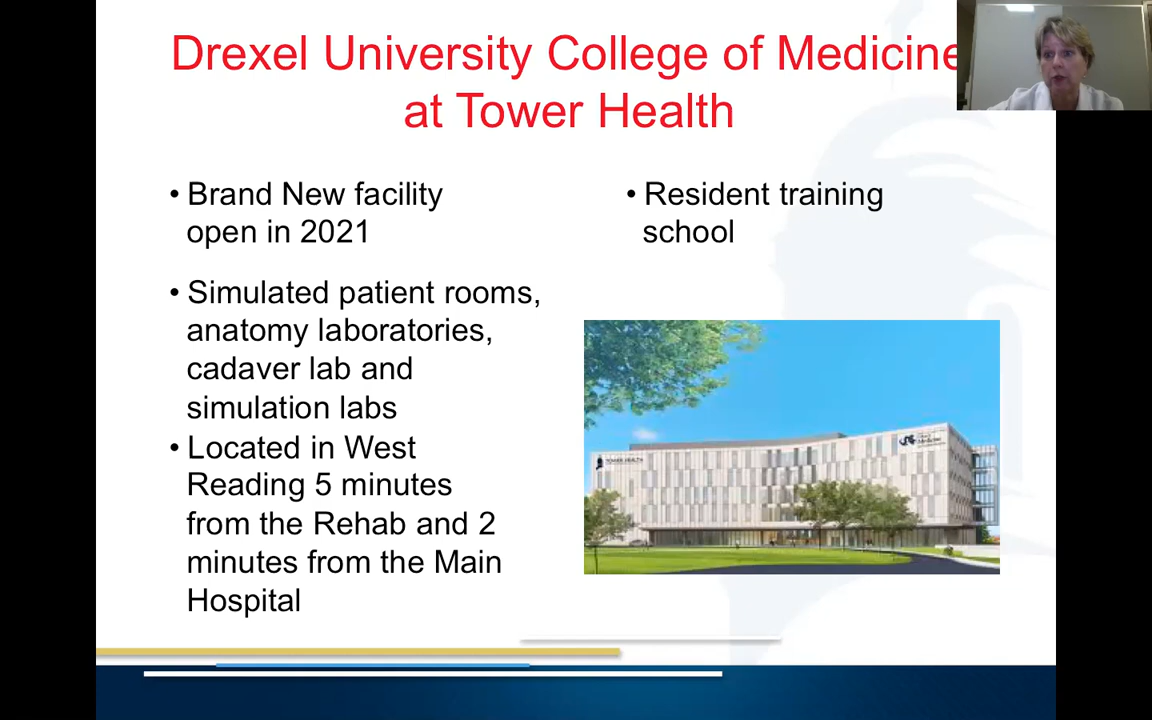 Drexel University College of Medicine
at Tower Health
• Brand New facility
open in 2021
• Simulated patient rooms,
anatomy laboratories,
cadaver lab and
simulation labs
• Located in West
Reading 5 minutes
from the Rehab and 2
minutes from the Main
Hospital
• Resident training
school
TOWER HEALTH
Medicine